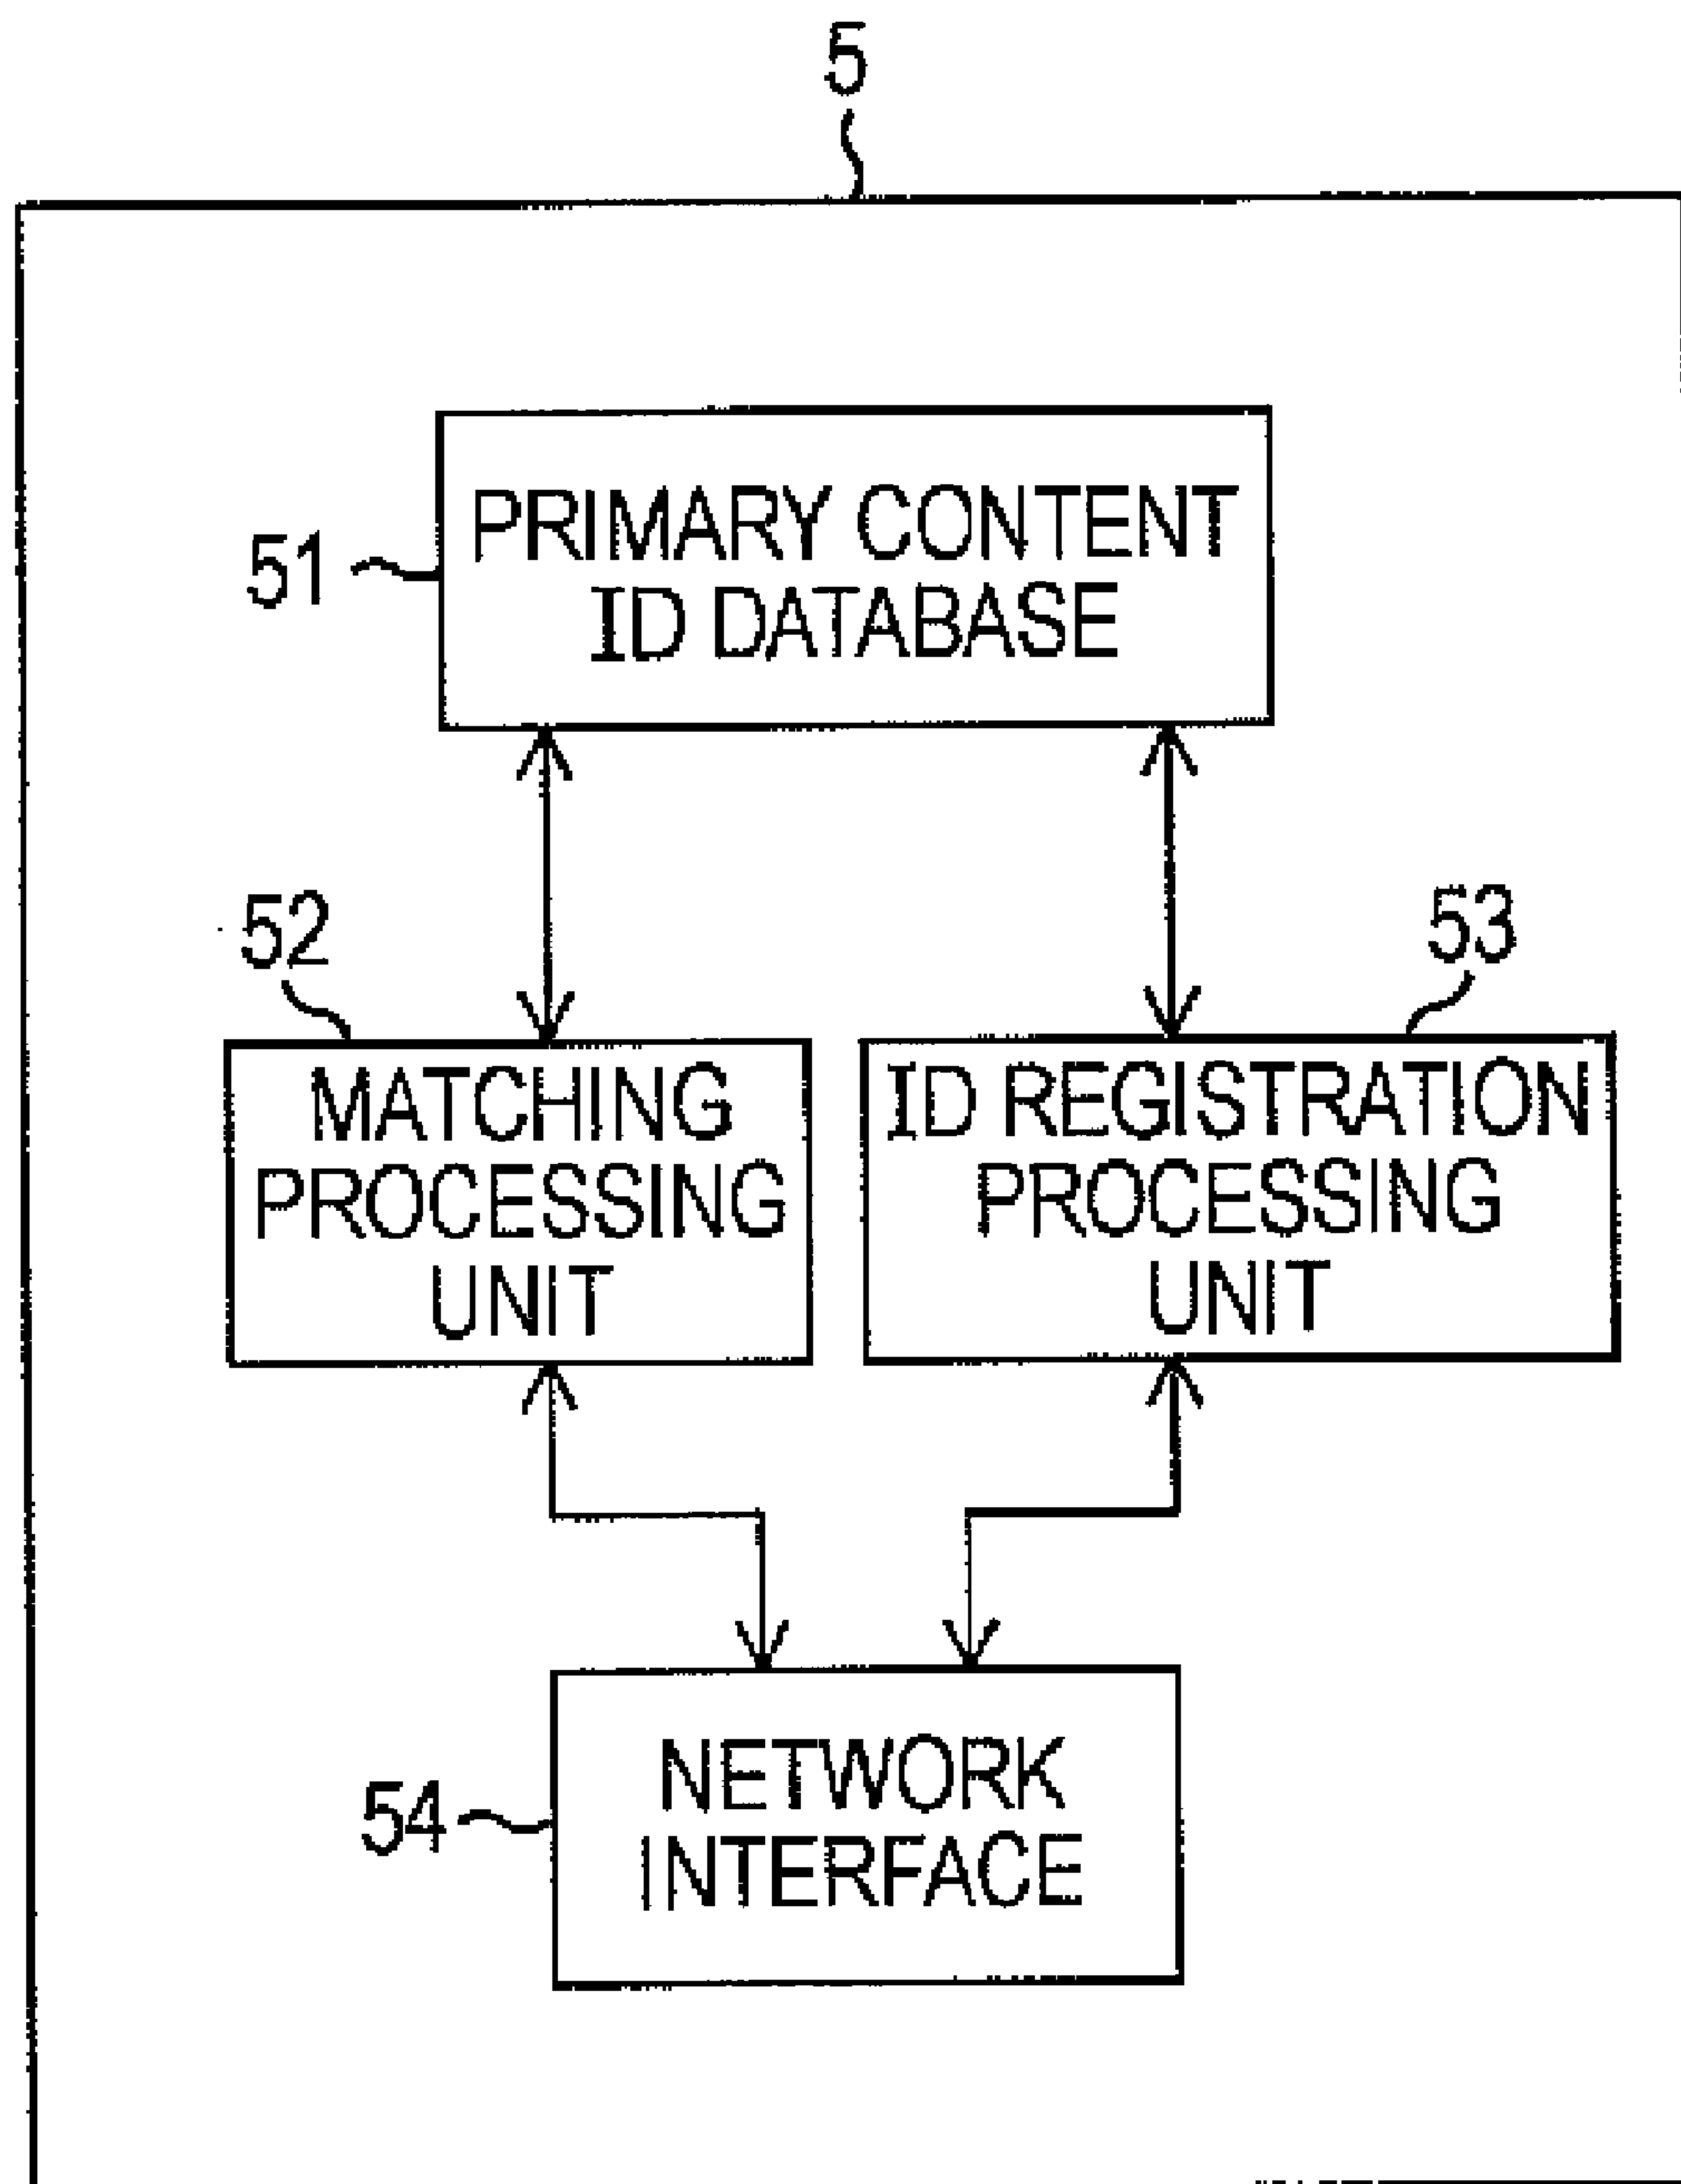 5
51
PRIMARY CONTENT
ID DATABASE
52
53
MATCHING
PROCESSING
UNIT
ID REGISTRATION
PROCESSING
UNIT
54
NETWORK
INTERFACE